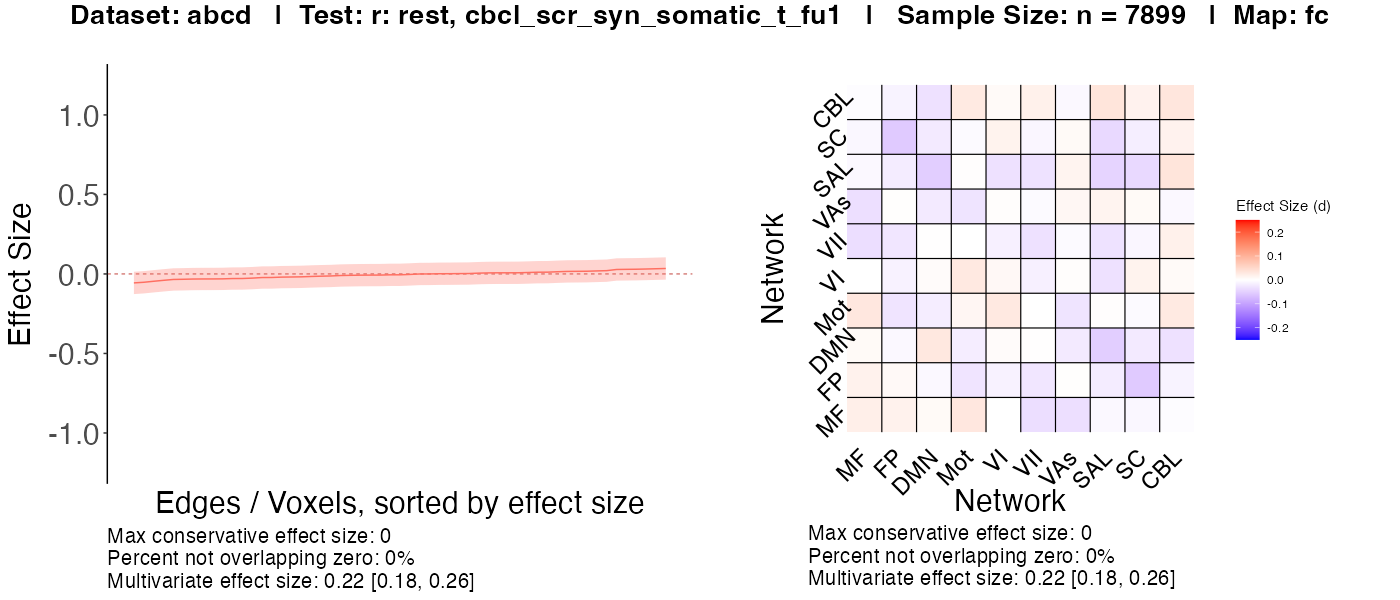 Dataset: abcd | Test: r: rest, cbcl_scr_syn_somatic_t_fu1 | Sample Size: n = 7899 | Map: fc
Effect Size
1.0
0.5
0.0
-0.5
-1.0
Edges / Voxels, sorted by effect size
Max conservative effect size: 0
Percent not overlapping zero: 0%
Multivariate effect size: 0.22 [0.18, 0.26]
Network
CBL
SC
SAL
VAs
VII
VI
Mot
DMN
FP
MF
MF FP DMN Mot VI VII VAs SAL SC CBL
Network
Max conservative effect size: 0
Percent not overlapping zero: 0%
Multivariate effect size: 0.22 [0.18, 0.26]
Effect Size (d)
0.2
0.1
0.0
-0.1
-0.2